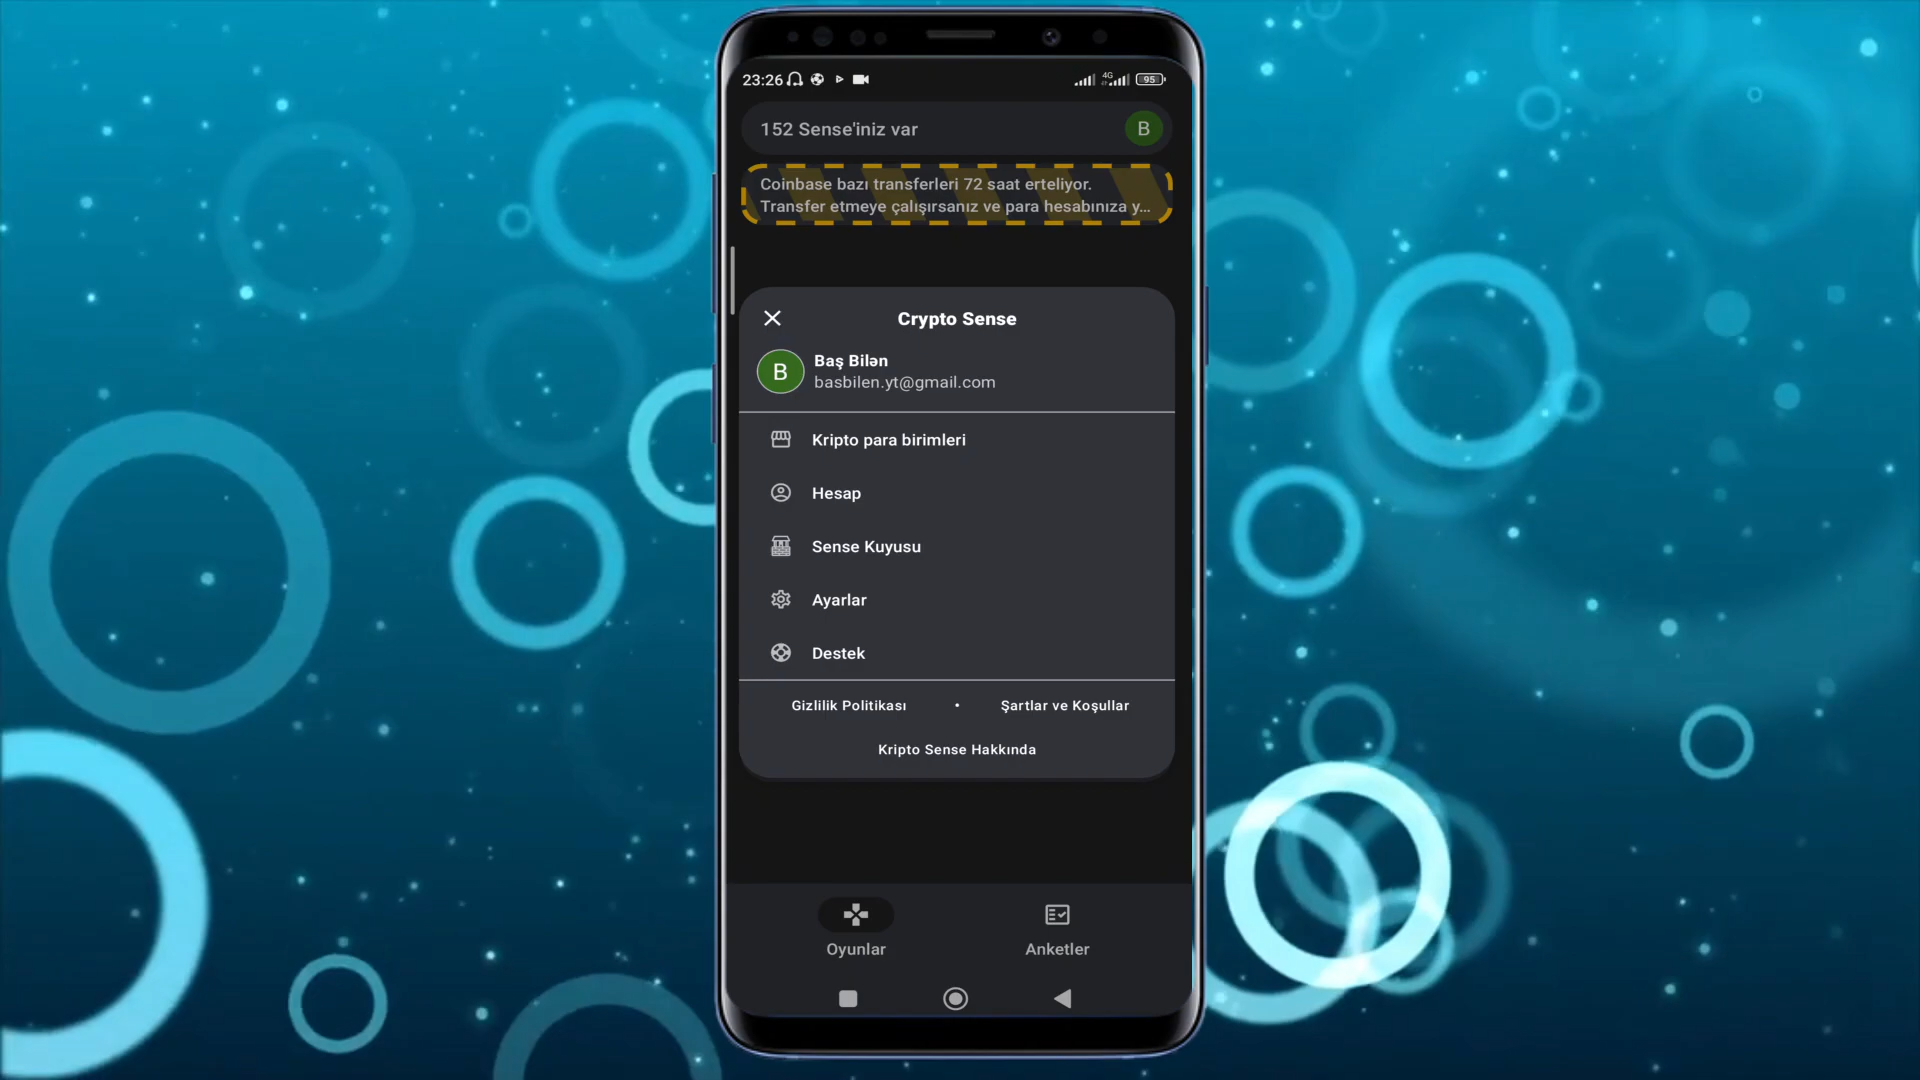 23:26
4G
95
152 Sense'iniz var
B
Coinbase bazı transferleri 72 saat erteliyor.
Transfer etmeye çalışırsanız ve para hesabınıza y...
Crypto Sense
B
Baş Bilən
basbilen.yt@gmail.com
Kripto para birimleri
Hesap
Sense Kuyusu
Ayarlar
Destek
Gizlilik Politikası • Şartlar ve Koşullar
Kripto Sense Hakkında
Oyunlar
Anketler